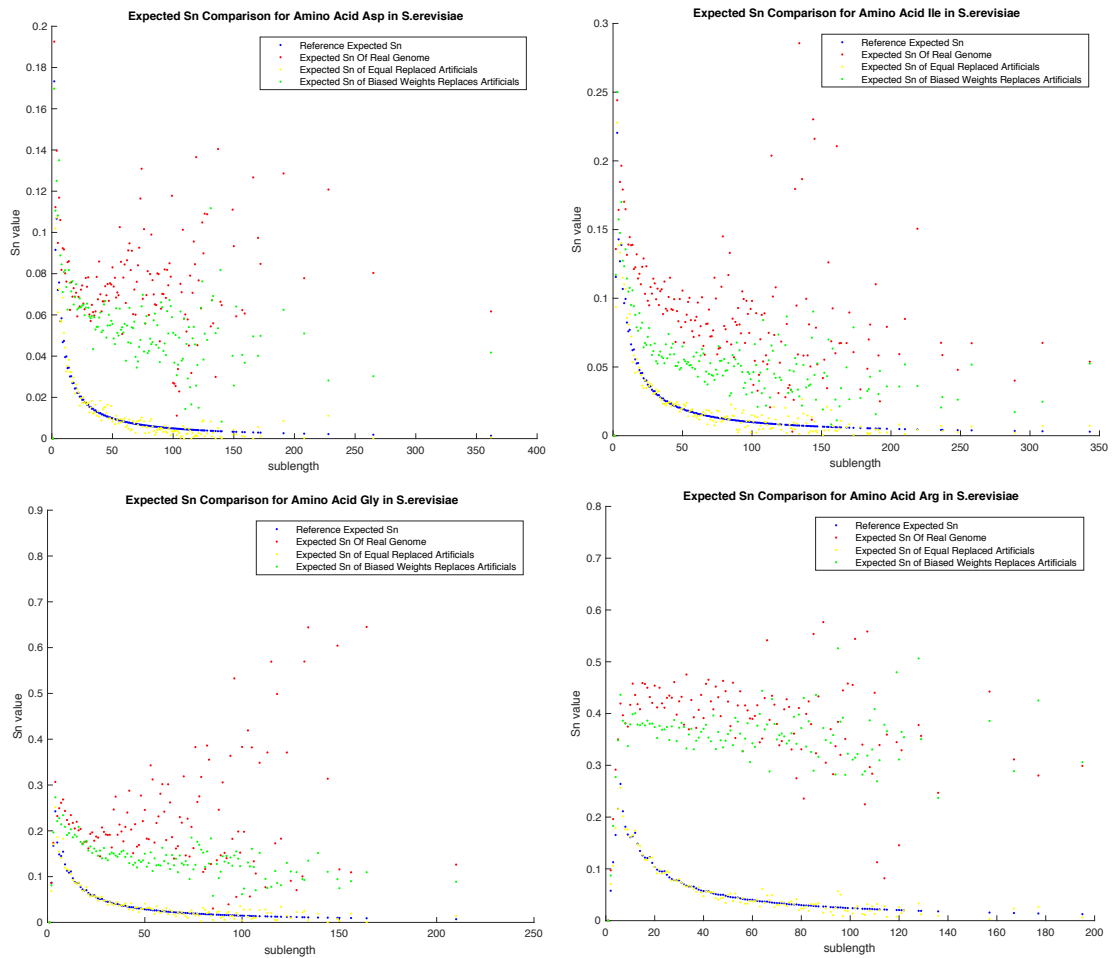 Expected Sn Comparison for Amino Acid Asp in S.erevisiae
Reference Expected Sn
Expected Sn Of Real Genome
Expected Sn of Equal Replaced Artificials
Expected Sn of Biased Weights Replaces Artificials
Sn value
0.2
0.18
0.16
0.14
0.12
0.1
0.08
0.06
0.04
0.02
0
0 50 100 150 200 250 300 350 400
sublength
Expected Sn Comparison for Amino Acid Ile in S.erevisiae
Reference Expected Sn
Expected Sn Of Real Genome
Expected Sn of Equal Replaced Artificials
Expected Sn of Biased Weights Replaces Artificials
Sn value
0.3
0.25
0.2
0.15
0.1
0.05
0
0 50 100 150 200 250 300 350
sublength
Expected Sn Comparison for Amino Acid Gly in S.erevisiae
Reference Expected Sn
Expected Sn Of Real Genome
Expected Sn of Equal Replaced Artificials
Expected Sn of Biased Weights Replaces Artificials
Sn value
0.9
0.8
0.7
0.6
0.5
0.4
0.3
0.2
0.1
0
0 50 100 150 200 250
sublength
Expected Sn Comparison for Amino Acid Arg in S.erevisiae
Reference Expected Sn
Expected Sn Of Real Genome
Expected Sn of Equal Replaced Artificials
Expected Sn of Biased Weights Replaces Artificials
Sn value
0.8
0.7
0.6
0.5
0.4
0.3
0.2
0.1
0
0 20 40 60 80 100 120 140 160 180 200
sublength